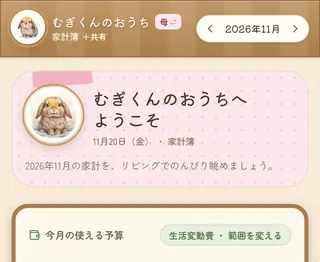 むぎくんのおうち
家計簿 ＋共有
2026年11月
むぎくんのおうちへ
ようこそ
11月20日（金）・ 家計簿
2026年11月の家計を、リビングでのんびり眺めましょう。
今月の使える予算
生活変動費・範囲を変える